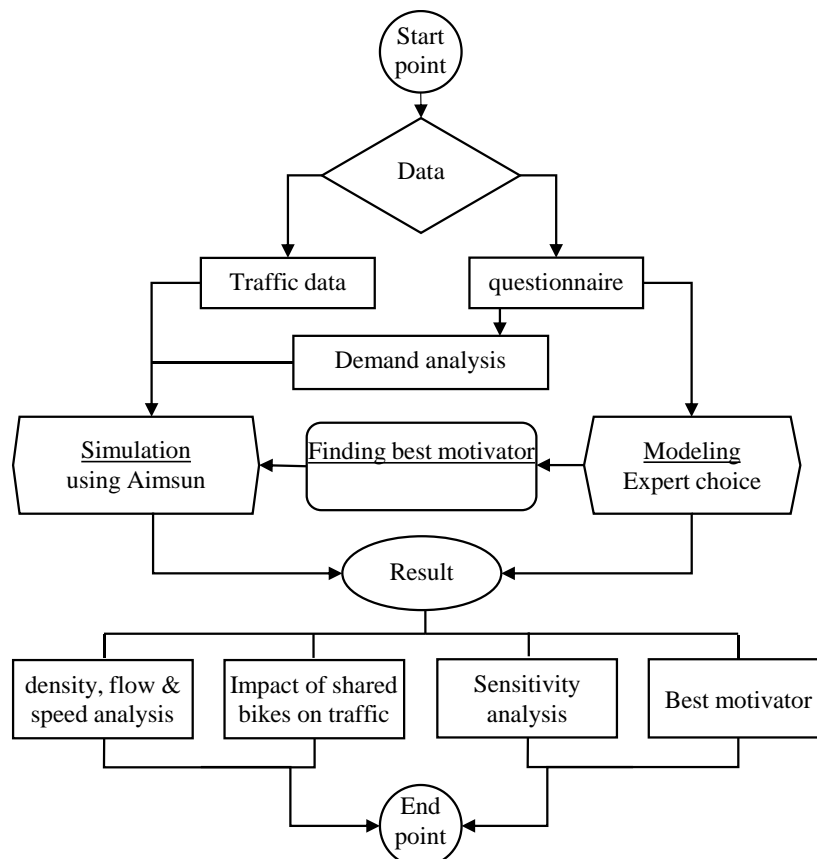 Start
point
Data
Traffic data
questionnaire
Demand analysis
Simulation
using Aimsun
Finding best motivator
Modeling
Expert choice
Result
density, flow &
speed analysis
Impact of shared
bikes on traffic
Sensitivity
analysis
Best motivator
End
point